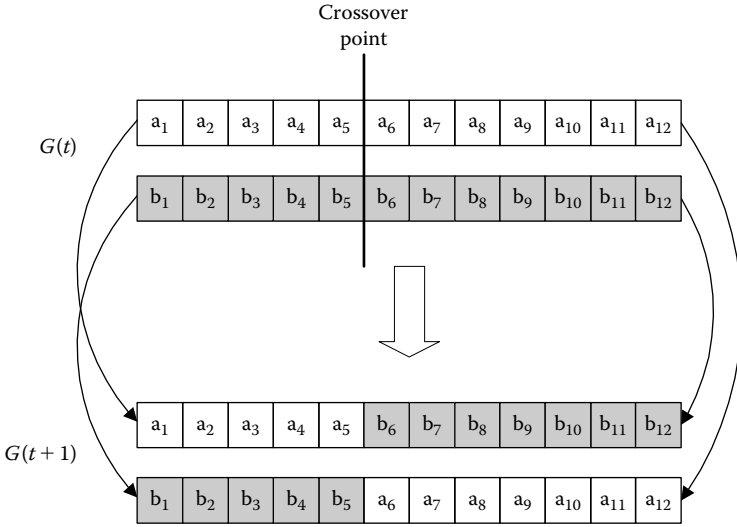 Crossover
point
G(t)
a₁ a₂ a₃ a₄ a₅ a₆ a₇ a₈ a₉ a₁₀ a₁₁ a₁₂
b₁ b₂ b₃ b₄ b₅ b₆ b₇ b₈ b₉ b₁₀ b₁₁ b₁₂
G(t + 1)
a₁ a₂ a₃ a₄ a₅ b₆ b₇ b₈ b₉ b₁₀ b₁₁ b₁₂
b₁ b₂ b₃ b₄ b₅ a₆ a₇ a₈ a₉ a₁₀ a₁₁ a₁₂